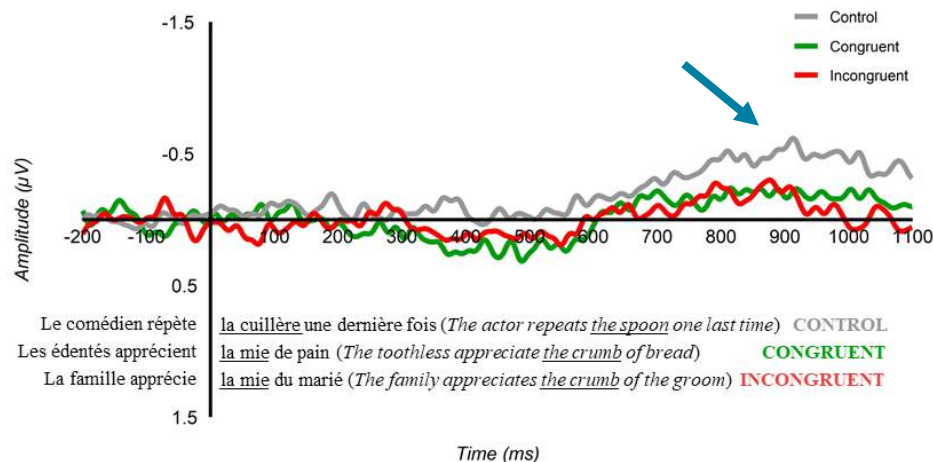 -1.5
Control
Congruent
Incongruent
-0.5
Amplitude (µV)
-200 -100 100 200 300 400 500 600 700 800 900 1000 1100
0.5
Le comédien répète la cuillère une dernière fois (The actor repeats the spoon one last time) CONTROL
Les édentés apprécient la mie de pain (The toothless appreciate the crumb of bread) CONGRUENT
La famille apprécie la mie du marié (The family appreciates the crumb of the groom) INCONGRUENT
1.5
Time (ms)